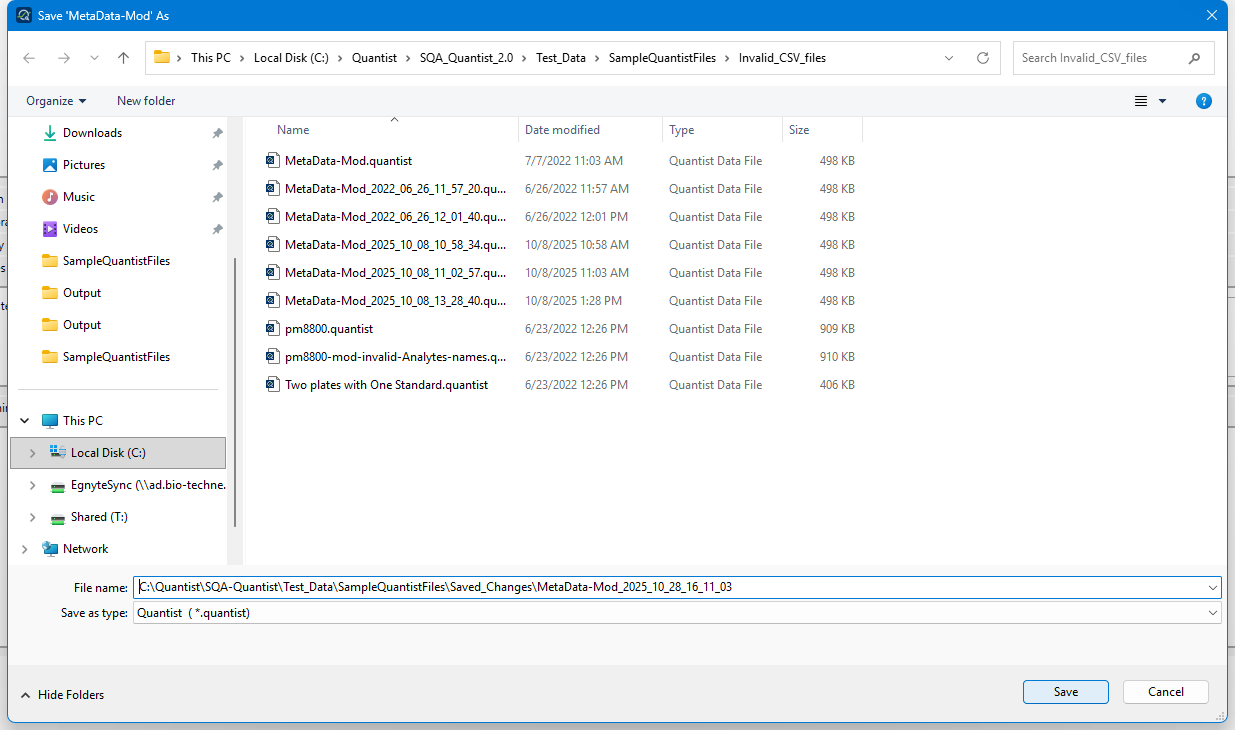 Save 'MetaData-Mod' As
This PC > Local Disk (C:) > Quantist > SQA_Quantist_2.0 > Test_Data > SampleQuantistFiles > Invalid_CSV_files
Search Invalid_CSV_files
Organize
New folder
Downloads
Pictures
Music
Videos
SampleQuantistFiles
Output
Output
SampleQuantistFiles
This PC
Local Disk (C:)
EgnyteSync (\\ad.bio-techne.
Shared (T:)
Network
Name Date modified Type Size
MetaData-Mod.quantist 7/7/2022 11:03 AM Quantist Data File 498 KB
MetaData-Mod_2022_06_26_11_57_20.qu... 6/26/2022 11:57 AM Quantist Data File 498 KB
MetaData-Mod_2022_06_26_12_01_40.qu... 6/26/2022 12:01 PM Quantist Data File 498 KB
MetaData-Mod_2025_10_08_10_58_34.qu... 10/8/2025 10:58 AM Quantist Data File 498 KB
MetaData-Mod_2025_10_08_11_02_57.qu... 10/8/2025 11:03 AM Quantist Data File 498 KB
MetaData-Mod_2025_10_08_13_28_40.qu... 10/8/2025 1:28 PM Quantist Data File 498 KB
pm8800.quantist 6/23/2022 12:26 PM Quantist Data File 909 KB
pm8800-mod-invalid-Analytes-names.q... 6/23/2022 12:26 PM Quantist Data File 910 KB
Two plates with One Standard.quantist 6/23/2022 12:26 PM Quantist Data File 406 KB
File name: C:\Quantist\SQA-Quantist\Test_Data\SampleQuantistFiles\Saved_Changes\MetaData-Mod_2025_10_28_16_11_03
Save as type: Quantist ( *.quantist)
Hide Folders
Save
Cancel